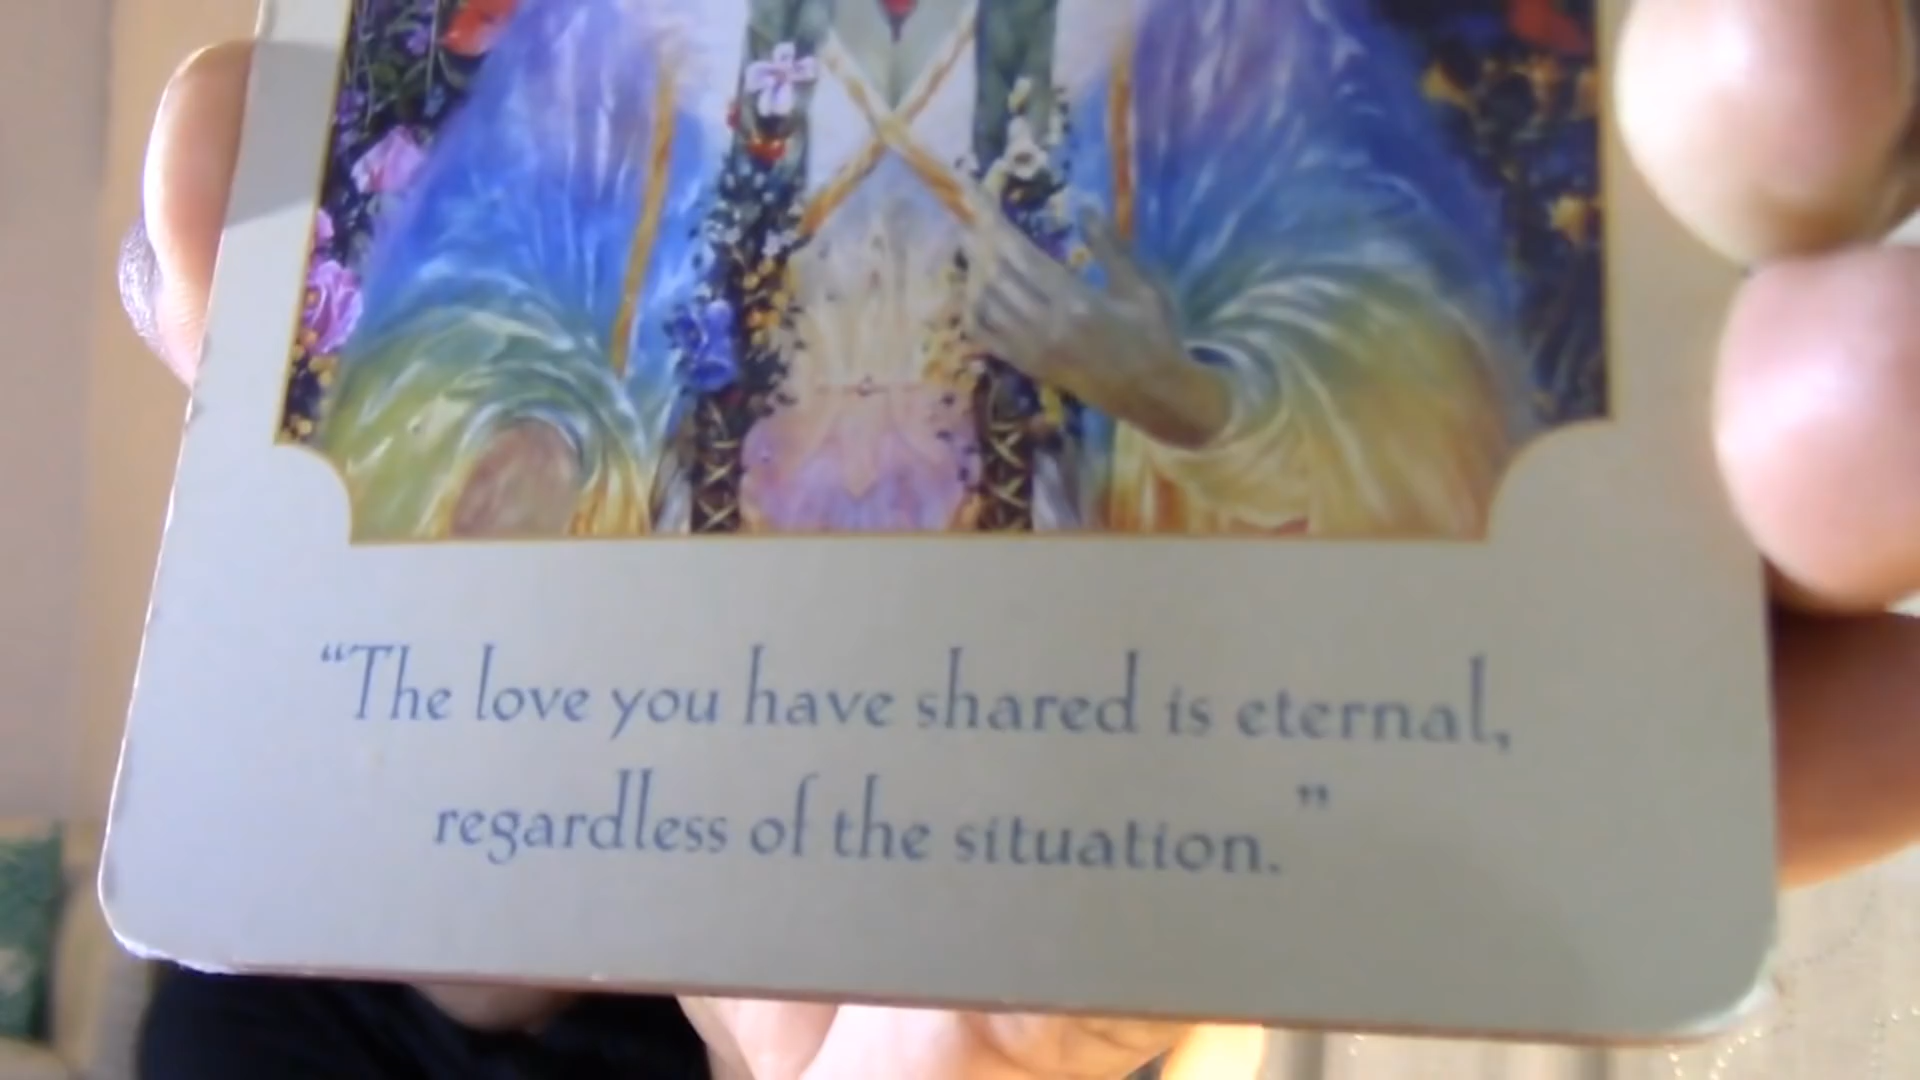 “The love you have shared is eternal,
regardless of the situation.”